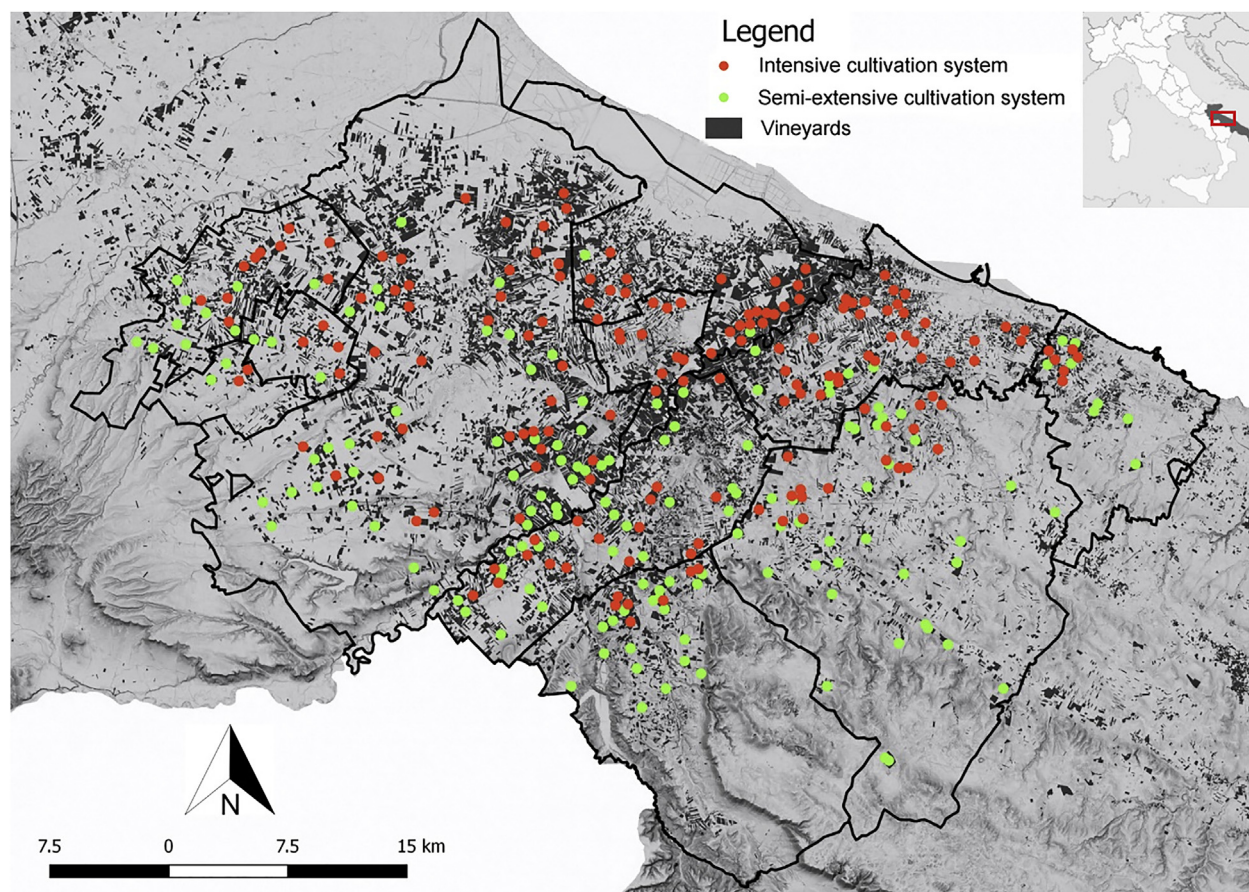 Legend
Intensive cultivation system
Semi-extensive cultivation system
Vineyards
N
7.5 0 7.5 15 km